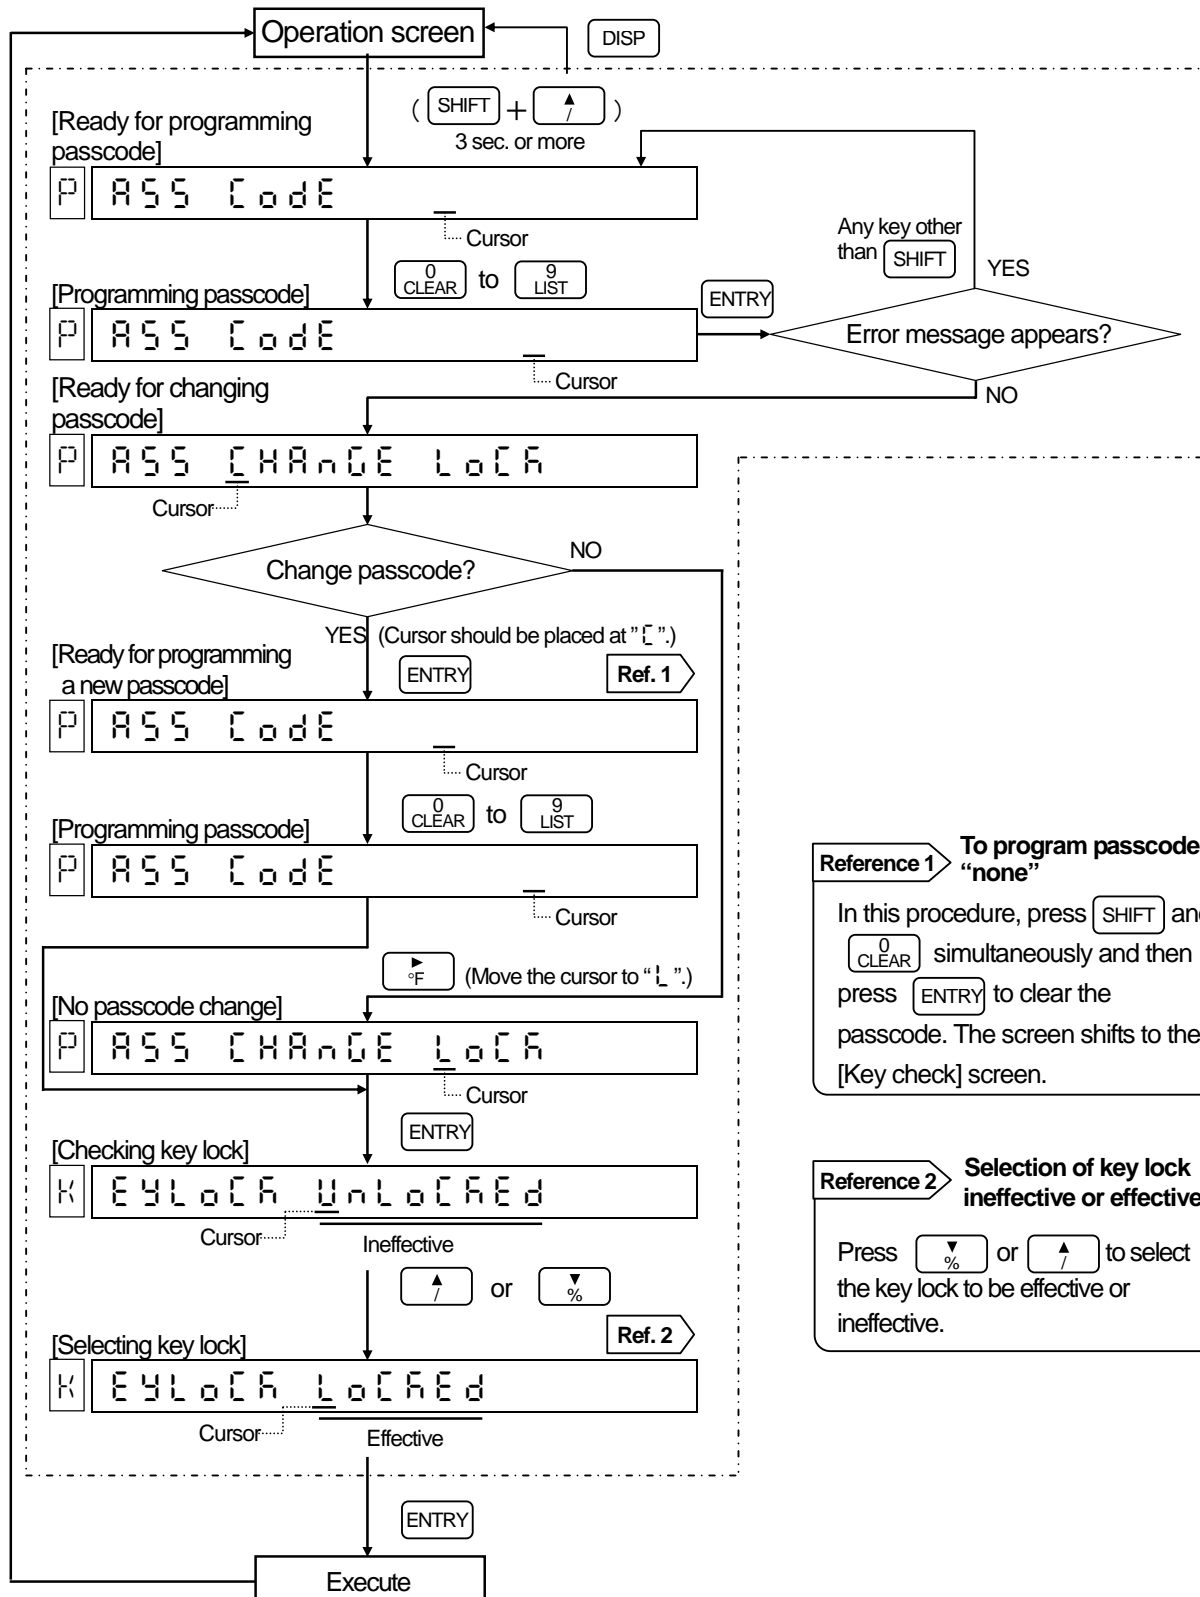 Operation screen
DISP
( SHIFT + ▲ / )
3 sec. or more
[Ready for programming
passcode]
P ASS CodE
Cursor
Any key other
than SHIFT
YES
0 CLEAR to 9 LIST
[Programming passcode]
ENTRY
P ASS CodE
Error message appears?
Cursor
NO
[Ready for changing
passcode]
P ASS CHAnGE LoCK
Cursor
NO
Change passcode?
YES (Cursor should be placed at "C".)
[Ready for programming
a new passcode]
ENTRY
Ref. 1
P ASS CodE
Cursor
0 CLEAR to 9 LIST
[Programming passcode]
P ASS CodE
Cursor
► °F (Move the cursor to "L".)
[No passcode change]
P ASS CHAnGE LoCK
Cursor
ENTRY
[Checking key lock]
K EYLoCK UnLoCKEd
Cursor
Ineffective
▲ / or ▼ %
Ref. 2
[Selecting key lock]
K EYLoCK LoCKEd
Cursor
Effective
ENTRY
Execute
Reference 1
To program passcode
“none”
In this procedure, press SHIFT an
0 CLEAR simultaneously and then
press ENTRY to clear the
passcode. The screen shifts to the
[Key check] screen.
Reference 2
Selection of key lock
ineffective or effective
Press ▼ % or ▲ / to select
the key lock to be effective or
ineffective.